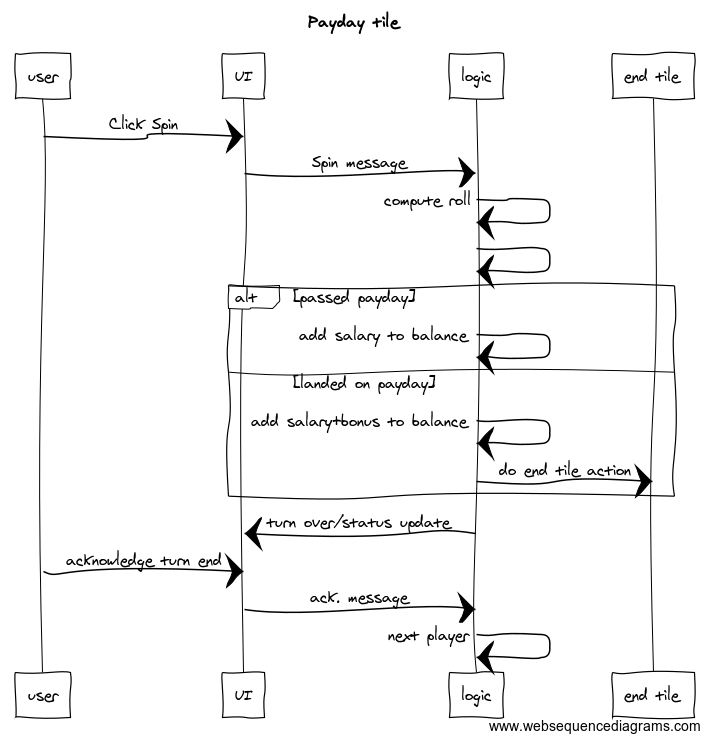 Payday tile
user UI logic end tile
Click Spin
Spin message
compute roll
alt [passed payday]
add salary to balance
[landed on payday]
add salary+bonus to balance
do end tile action
turn over/status update
acknowledge turn end
ack. message
next player
user UI logic end tile
www.websequencediagrams.com